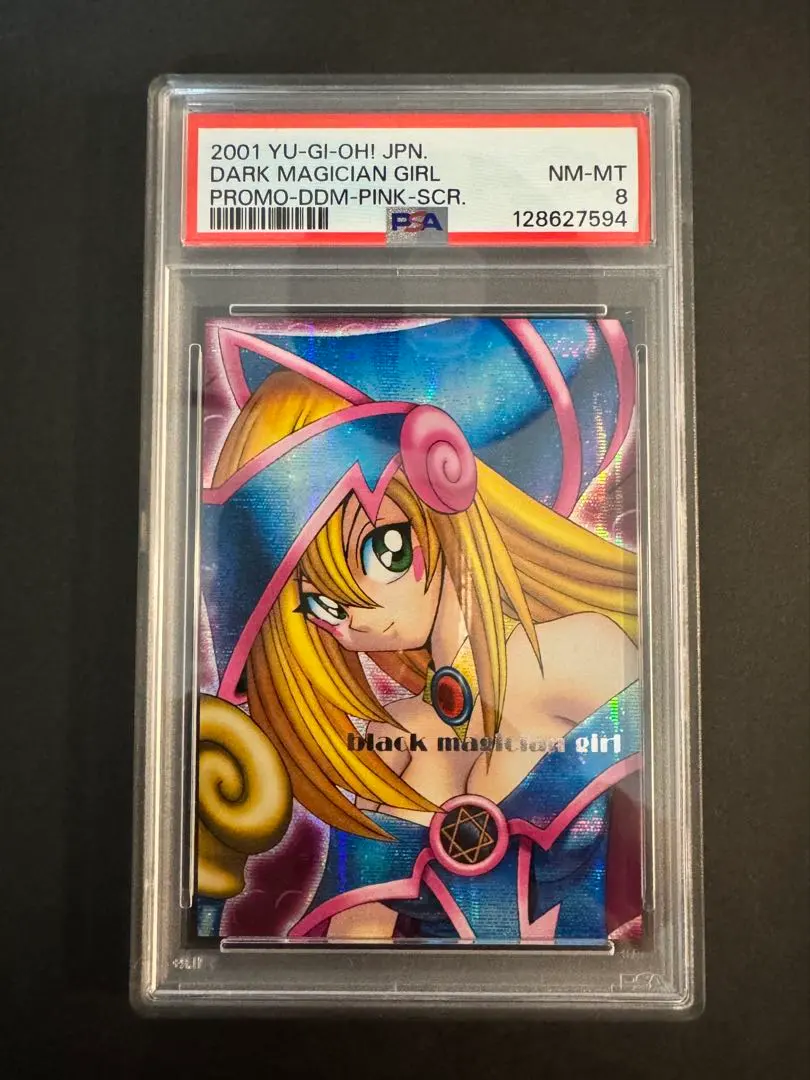 2001 YU-GI-OH! JPN.
DARK MAGICIAN GIRL NM-MT
PROMO-DDM-PINK-SCR. 8
PSA 128627594
black magician girl
PSA